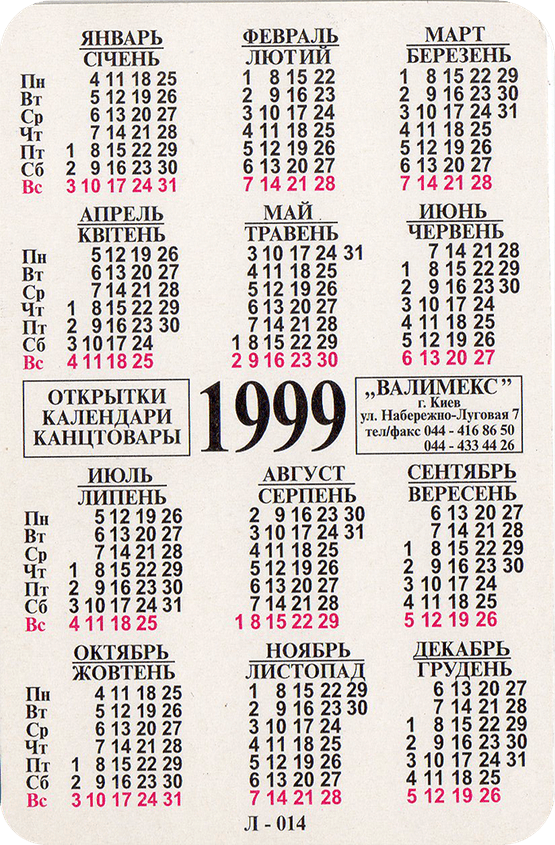 ЯНВАРЬ ФЕВРАЛЬ МАРТ
СІЧЕНЬ ЛЮТИЙ БЕРЕЗЕНЬ
Пн 4 11 18 25 1 8 15 22 1 8 15 22 29
Вт 5 12 19 26 2 9 16 23 2 9 16 23 30
Ср 6 13 20 27 3 10 17 24 3 10 17 24 31
Чт 7 14 21 28 4 11 18 25 4 11 18 25
Пт 1 8 15 22 29 5 12 19 26 5 12 19 26
Сб 2 9 16 23 30 6 13 20 27 6 13 20 27
Вс 3 10 17 24 31 7 14 21 28 7 14 21 28
АПРЕЛЬ МАЙ ИЮНЬ
КВІТЕНЬ ТРАВЕНЬ ЧЕРВЕНЬ
Пн 5 12 19 26 3 10 17 24 31 7 14 21 28
Вт 6 13 20 27 4 11 18 25 1 8 15 22 29
Ср 7 14 21 28 5 12 19 26 2 9 16 23 30
Чт 1 8 15 22 29 6 13 20 27 3 10 17 24
Пт 2 9 16 23 30 7 14 21 28 4 11 18 25
Сб 3 10 17 24 1 8 15 22 29 5 12 19 26
Вс 4 11 18 25 2 9 16 23 30 6 13 20 27
ОТКРЫТКИ
КАЛЕНДАРИ
КАНЦТОВАРЫ
1999
„ВАЛИМЕКС”
г. Киев
ул. Набережно-Луговая 7
тел/факс 044 - 416 86 50
044 - 433 44 26
ИЮЛЬ АВГУСТ СЕНТЯБРЬ
ЛИПЕНЬ СЕРПЕНЬ ВЕРЕСЕНЬ
Пн 5 12 19 26 2 9 16 23 30 6 13 20 27
Вт 6 13 20 27 3 10 17 24 31 7 14 21 28
Ср 7 14 21 28 4 11 18 25 1 8 15 22 29
Чт 1 8 15 22 29 5 12 19 26 2 9 16 23 30
Пт 2 9 16 23 30 6 13 20 27 3 10 17 24
Сб 3 10 17 24 31 7 14 21 28 4 11 18 25
Вс 4 11 18 25 1 8 15 22 29 5 12 19 26
ОКТЯБРЬ НОЯБРЬ ДЕКАБРЬ
ЖОВТЕНЬ ЛИСТОПАД ГРУДЕНЬ
Пн 4 11 18 25 1 8 15 22 29 6 13 20 27
Вт 5 12 19 26 2 9 16 23 30 7 14 21 28
Ср 6 13 20 27 3 10 17 24 1 8 15 22 29
Чт 7 14 21 28 4 11 18 25 2 9 16 23 30
Пт 1 8 15 22 29 5 12 19 26 3 10 17 24 31
Сб 2 9 16 23 30 6 13 20 27 4 11 18 25
Вс 3 10 17 24 31 7 14 21 28 5 12 19 26
Л - 014